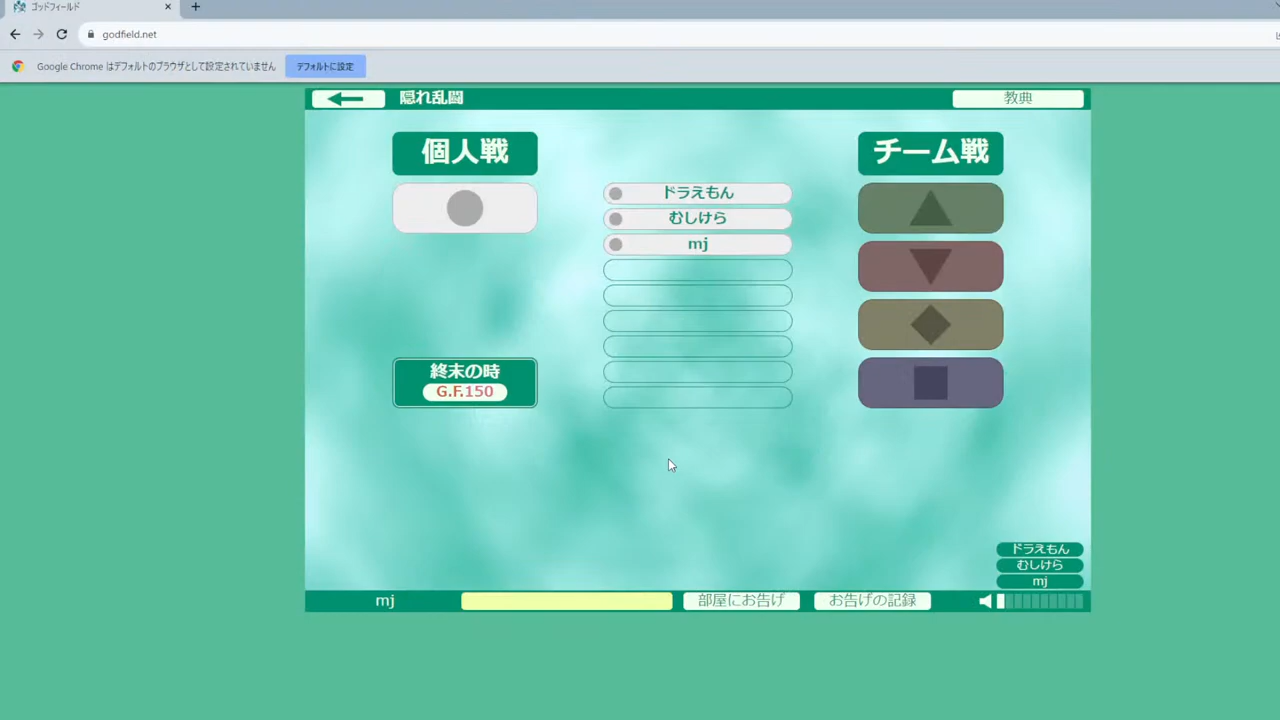 ゴッドフィールド
godfield.net
Google Chrome はデフォルトのブラウザとして設定されていません
デフォルトに設定
隠れ乱闘
教典
個人戦
チーム戦
ドラえもん
むしけら
mj
終末の時
G.F.150
ドラえもん
むしけら
mj
mj
部屋にお告げ
お告げの記録